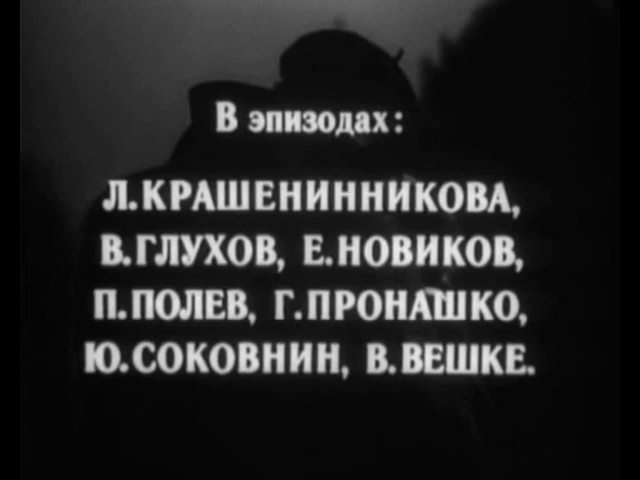 В эпизодах:
Л.КРАШЕНИННИКОВА,
В.ГЛУХОВ, Е.НОВИКОВ,
П.ПОЛЕВ, Г.ПРОНАШКО,
Ю.СОКОВНИН, В.ВЕШКЕ.